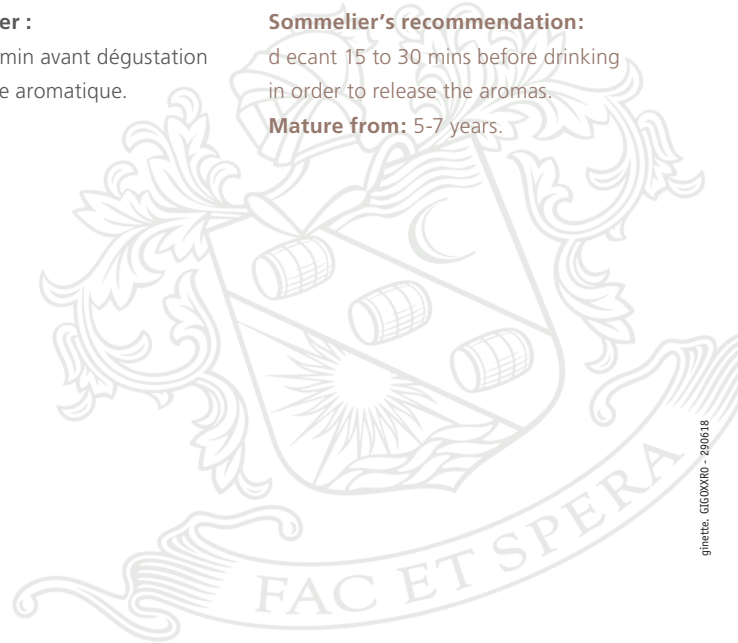 er :
min avant dégustation
e aromatique.
Sommelier’s recommendation:
d ecant 15 to 30 mins before drinking
in order to release the aromas.
Mature from: 5-7 years.
FAC ET SPERA
ginette. GIGOXXRO - 290618